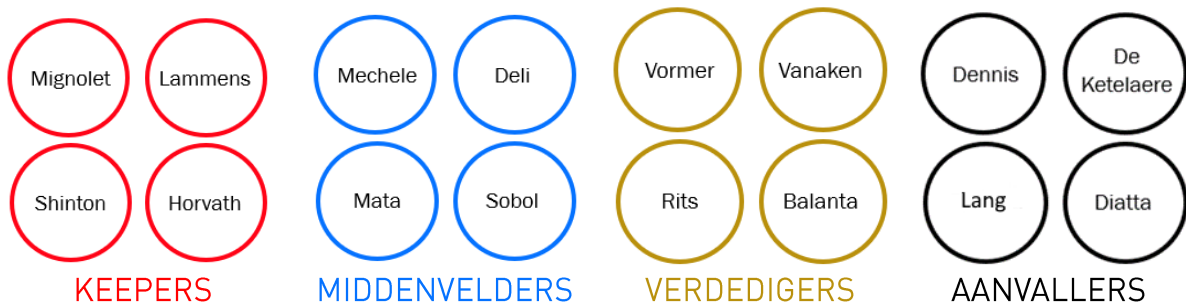 Mignolet
Lammens
Shinton
Horvath
KEEPERS
Mechele
Deli
Mata
Sobol
MIDDENVELDERS
Vormer
Vanaken
Rits
Balanta
VERDEDIGERS
Dennis
De
Ketelaere
Lang
Diatta
AANVALLERS